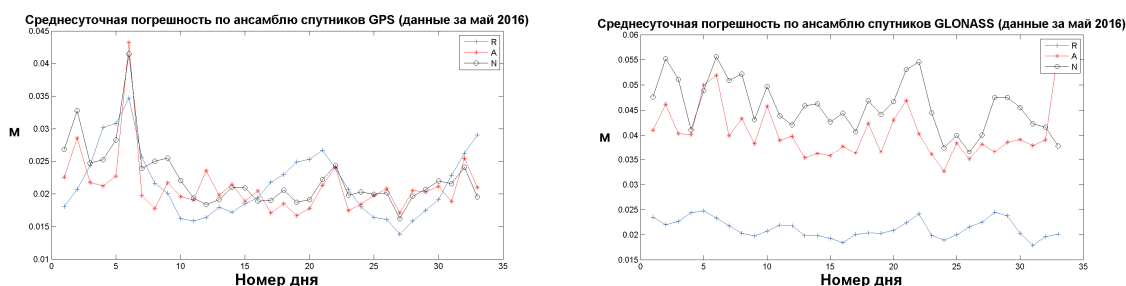 Среднесуточная погрешность по ансамблю спутников GPS (данные за май 2016)
0.045
0.04
0.035
0.03
0.025
0.02
0.015
0.01
м
0
5
10
15
20
25
30
35
Номер дня
R
A
N
Среднесуточная погрешность по ансамблю спутников GLONASS (данные за май 2016)
0.06
0.055
0.05
0.045
0.04
0.035
0.03
0.025
0.02
0.015
м
0
5
10
15
20
25
30
35
Номер дня
R
A
N